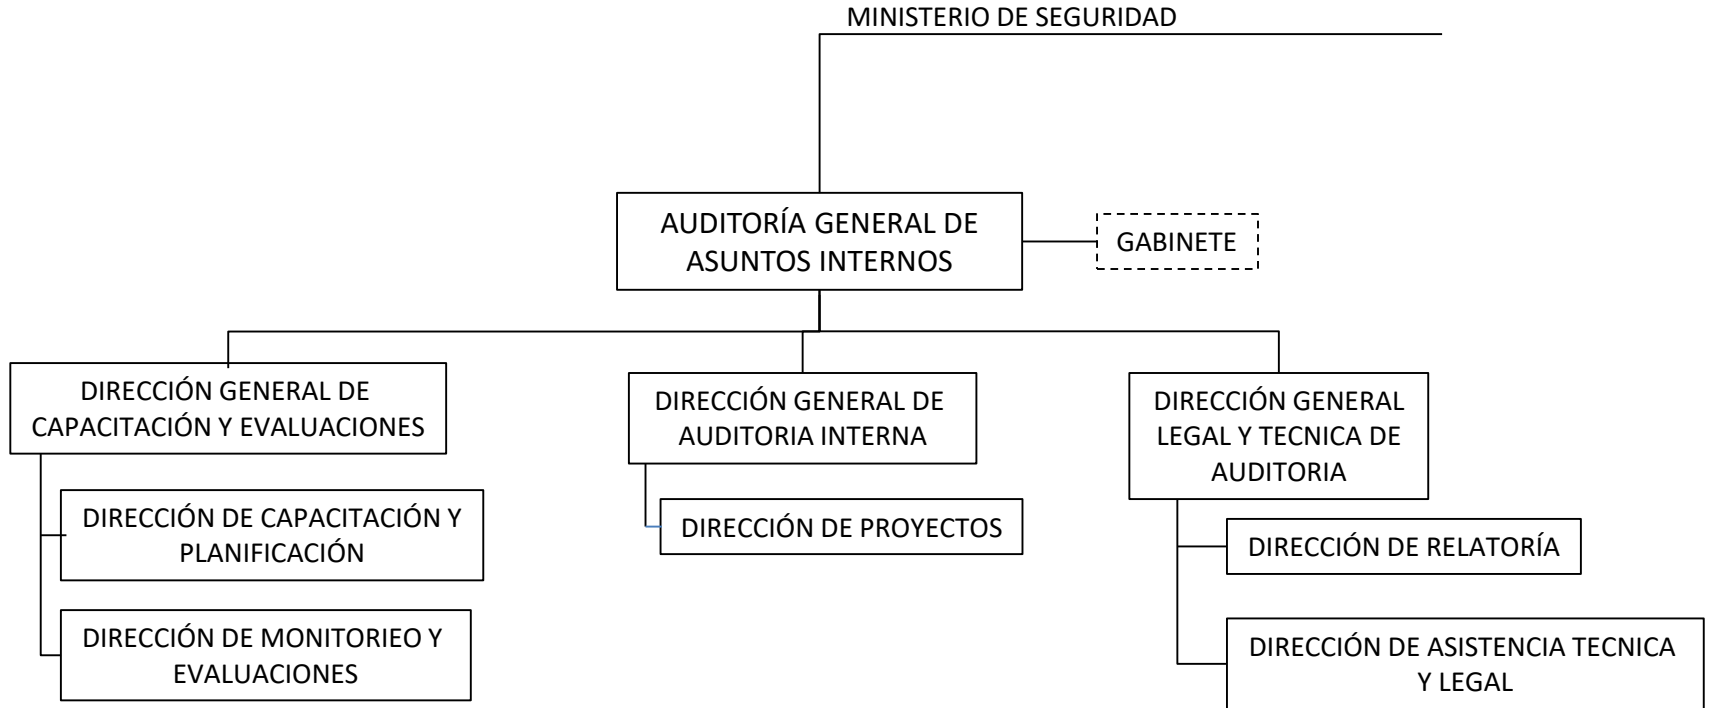 MINISTERIO DE SEGURIDAD
AUDITORÍA GENERAL DE
ASUNTOS INTERNOS
GABINETE
DIRECCIÓN GENERAL DE
CAPACITACIÓN Y EVALUACIONES
DIRECCIÓN DE CAPACITACIÓN Y
PLANIFICACIÓN
DIRECCIÓN DE MONITORIEO Y
EVALUACIONES
DIRECCIÓN GENERAL DE
AUDITORIA INTERNA
DIRECCIÓN DE PROYECTOS
DIRECCIÓN GENERAL
LEGAL Y TECNICA DE
AUDITORIA
DIRECCIÓN DE RELATORÍA
DIRECCIÓN DE ASISTENCIA TECNICA
Y LEGAL